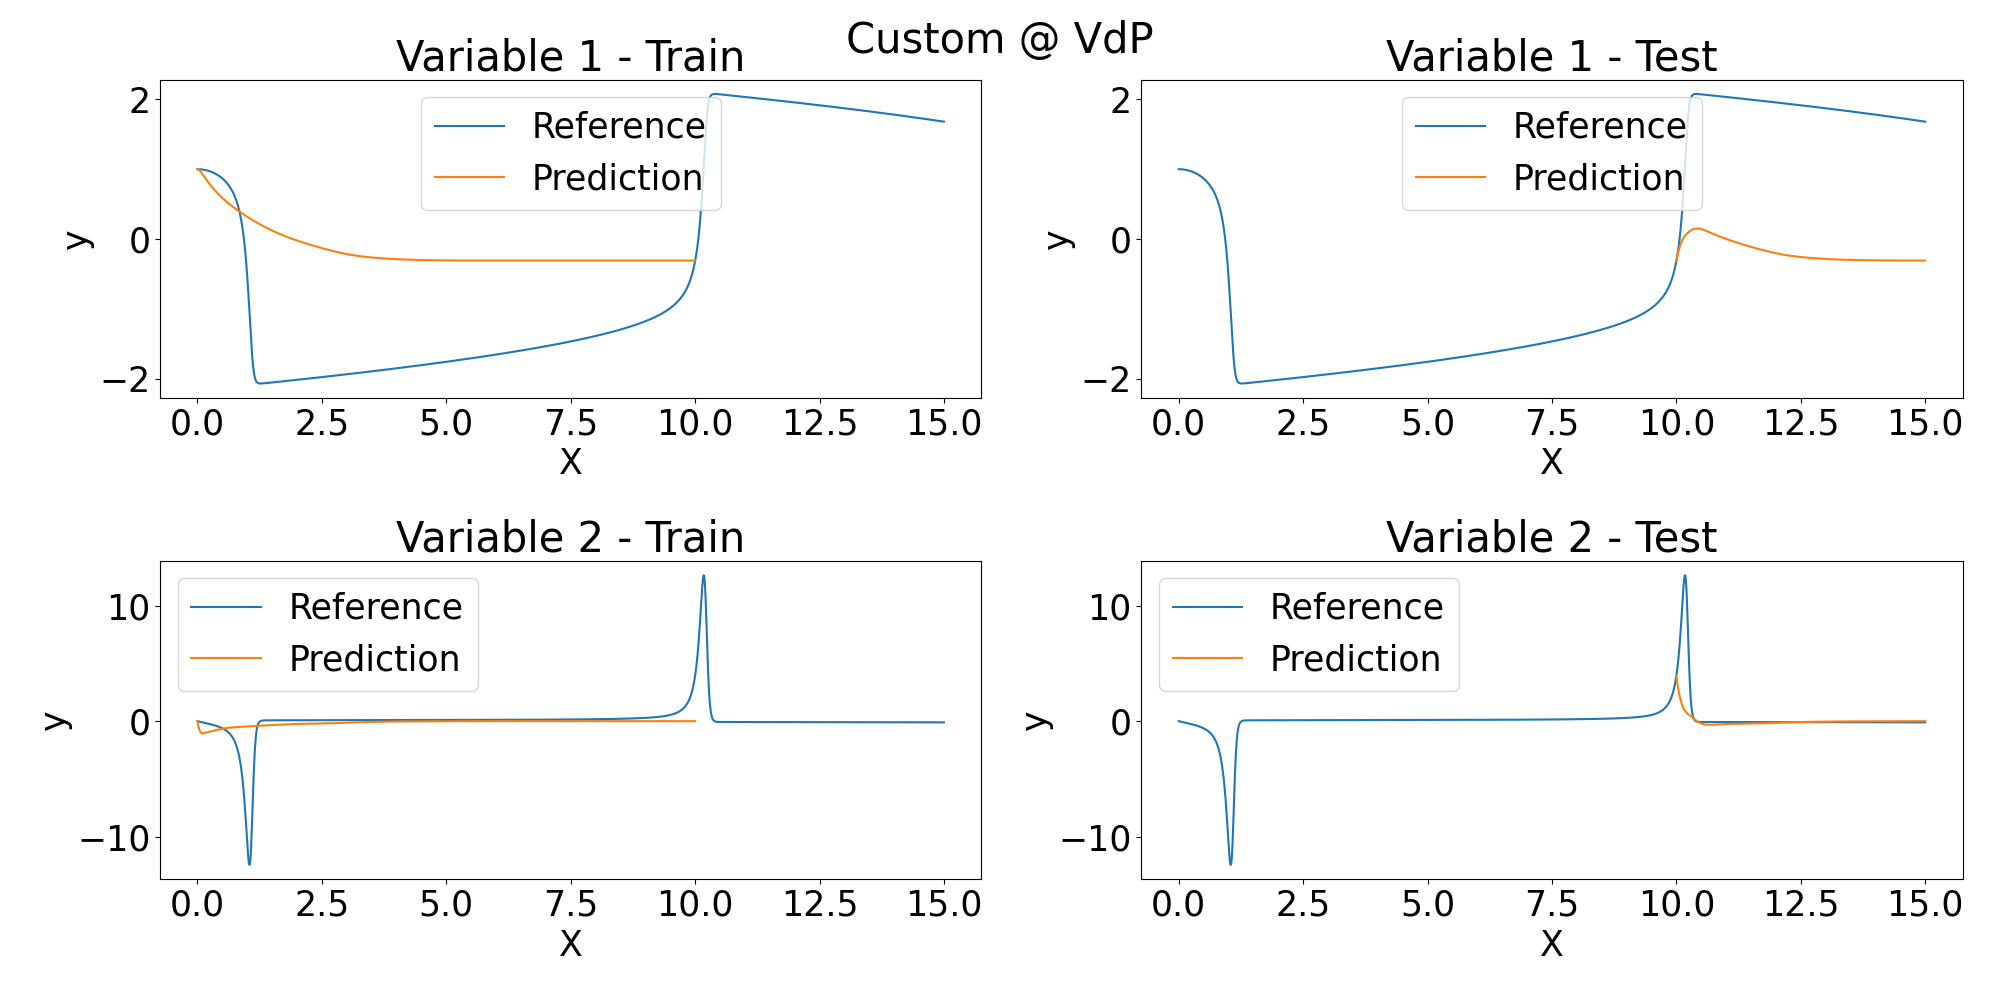 Custom @ VdP
Variable 1 - Train
2
0
−2
y
Reference
Prediction
0.0 2.5 5.0 7.5 10.0 12.5 15.0
X
Variable 1 - Test
2
0
−2
y
Reference
Prediction
0.0 2.5 5.0 7.5 10.0 12.5 15.0
X
Variable 2 - Train
10
0
−10
y
Reference
Prediction
0.0 2.5 5.0 7.5 10.0 12.5 15.0
X
Variable 2 - Test
10
0
−10
y
Reference
Prediction
0.0 2.5 5.0 7.5 10.0 12.5 15.0
X